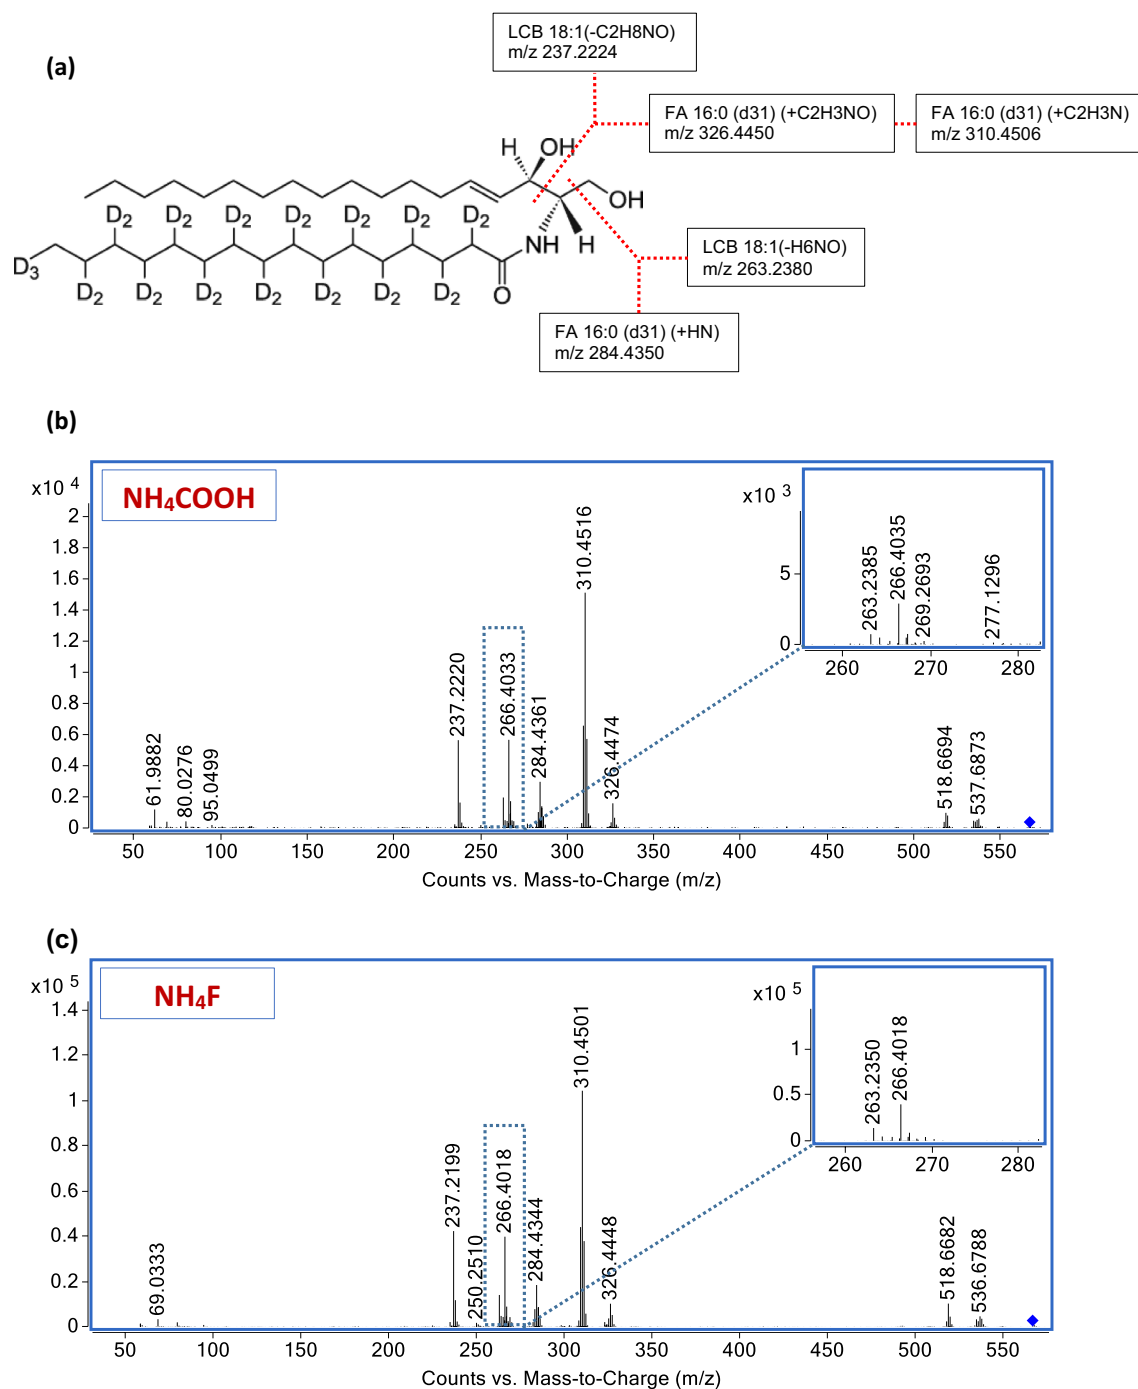 (a)
LCB 18:1(-C2H8NO)
m/z 237.2224
FA 16:0 (d31) (+C2H3NO)
m/z 326.4450
FA 16:0 (d31) (+C2H3N)
m/z 310.4506
H
OH
OH
D2 D2 D2 D2 D2 D2 D2
NH
H
LCB 18:1(-H6NO)
m/z 263.2380
D3
D2 D2 D2 D2 D2 D2 D2
O
FA 16:0 (d31) (+HN)
m/z 284.4350
(b)
NH4COOH
x10 4
2
1.8
1.6
1.4
1.2
1
0.8
0.6
0.4
0.2
0
61.9882
80.0276
95.0499
237.2220
266.4033
284.4361
310.4516
326.4474
518.6694
537.6873
50 100 150 200 250 300 350 400 450 500 550
Counts vs. Mass-to-Charge (m/z)
x10 3
5
0
263.2385
266.4035
269.2693
277.1296
260 270 280
(c)
NH4F
x10 5
1.4
1.2
1
0.8
0.6
0.4
0.2
0
69.0333
237.2199
250.2510
266.4018
284.4344
310.4501
326.4448
518.6682
536.6788
50 100 150 200 250 300 350 400 450 500 550
Counts vs. Mass-to-Charge (m/z)
x10 5
1
0.5
0
263.2350
266.4018
260 270 280